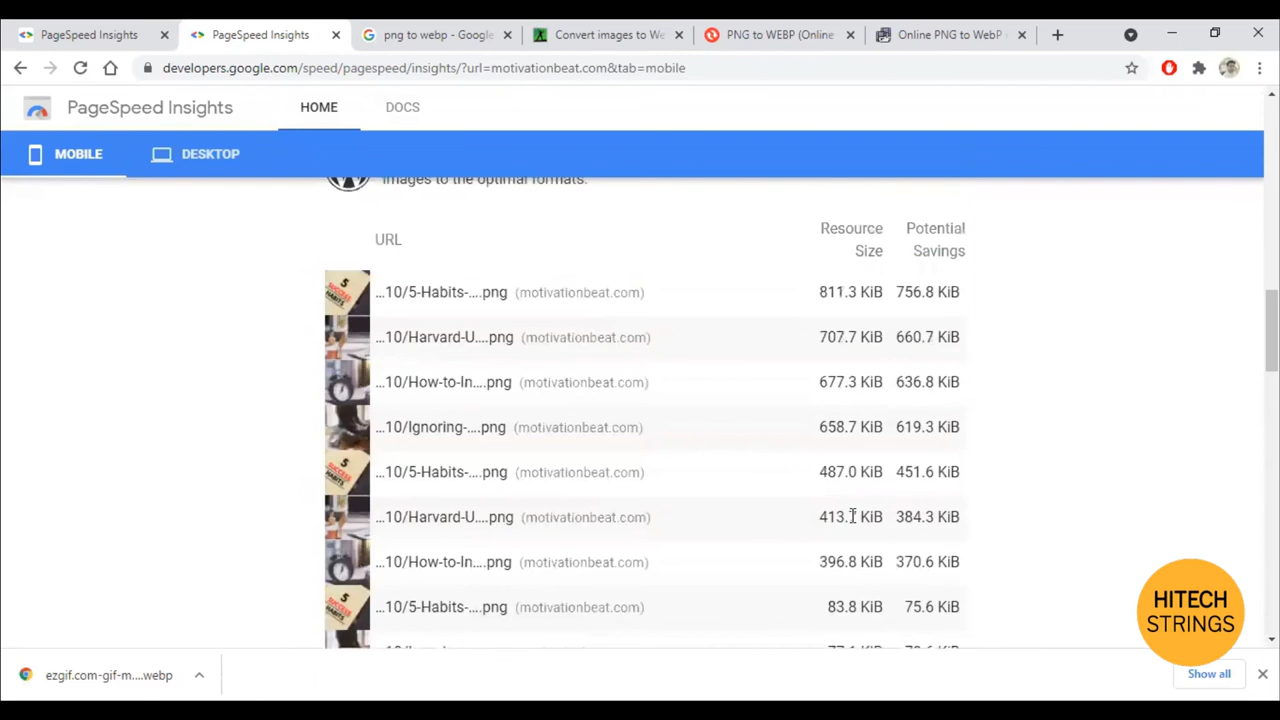 PageSpeed Insights
PageSpeed Insights
png to webp - Google
Convert images to We
PNG to WEBP (Online
Online PNG to WebP
developers.google.com/speed/pagespeed/insights/?url=motivationbeat.com&tab=mobile
PageSpeed Insights HOME DOCS
MOBILE DESKTOP
images to the optimal formats.
URL Resource Size Potential Savings
...10/5-Habits-....png (motivationbeat.com) 811.3 KiB 756.8 KiB
...10/Harvard-U....png (motivationbeat.com) 707.7 KiB 660.7 KiB
...10/How-to-In....png (motivationbeat.com) 677.3 KiB 636.8 KiB
...10/Ignoring-....png (motivationbeat.com) 658.7 KiB 619.3 KiB
...10/5-Habits-....png (motivationbeat.com) 487.0 KiB 451.6 KiB
...10/Harvard-U....png (motivationbeat.com) KiB 384.3 KiB
...10/How-to-In....png (motivationbeat.com) 396.8 KiB 370.6 KiB
...10/5-Habits-....png (motivationbeat.com) 83.8 KiB 75.6 KiB
HITECH
STRINGS
ezgif.com-gif-m....webp
Show all